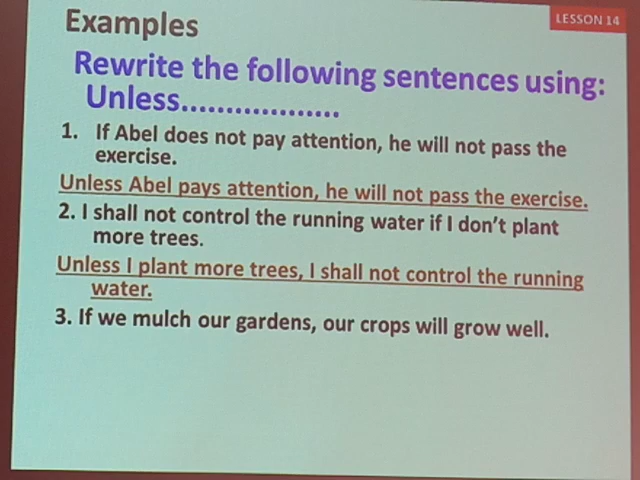 LESSON 14
Examples
Rewrite the following sentences using:
Unless..................
1. If Abel does not pay attention, he will not pass the
exercise.
Unless Abel pays attention, he will not pass the exercise.
2. I shall not control the running water if I don't plant
more trees.
Unless I plant more trees, I shall not control the running
water.
3. If we mulch our gardens, our crops will grow well.